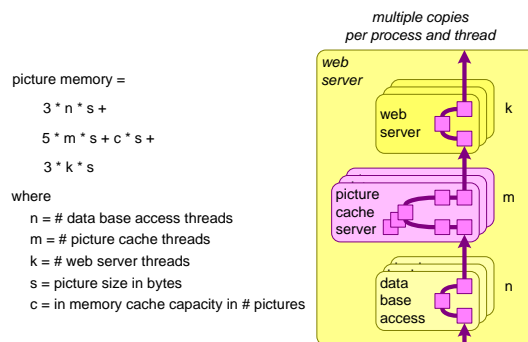 multiple copies
per process and thread
web
server
picture memory =
3 * n * s +
5 * m * s + c * s +
3 * k * s
where
n = # data base access threads
m = # picture cache threads
k = # web server threads
s = picture size in bytes
c = in memory cache capacity in # pictures
web
server
k
picture
cache
server
m
data
base
access
n